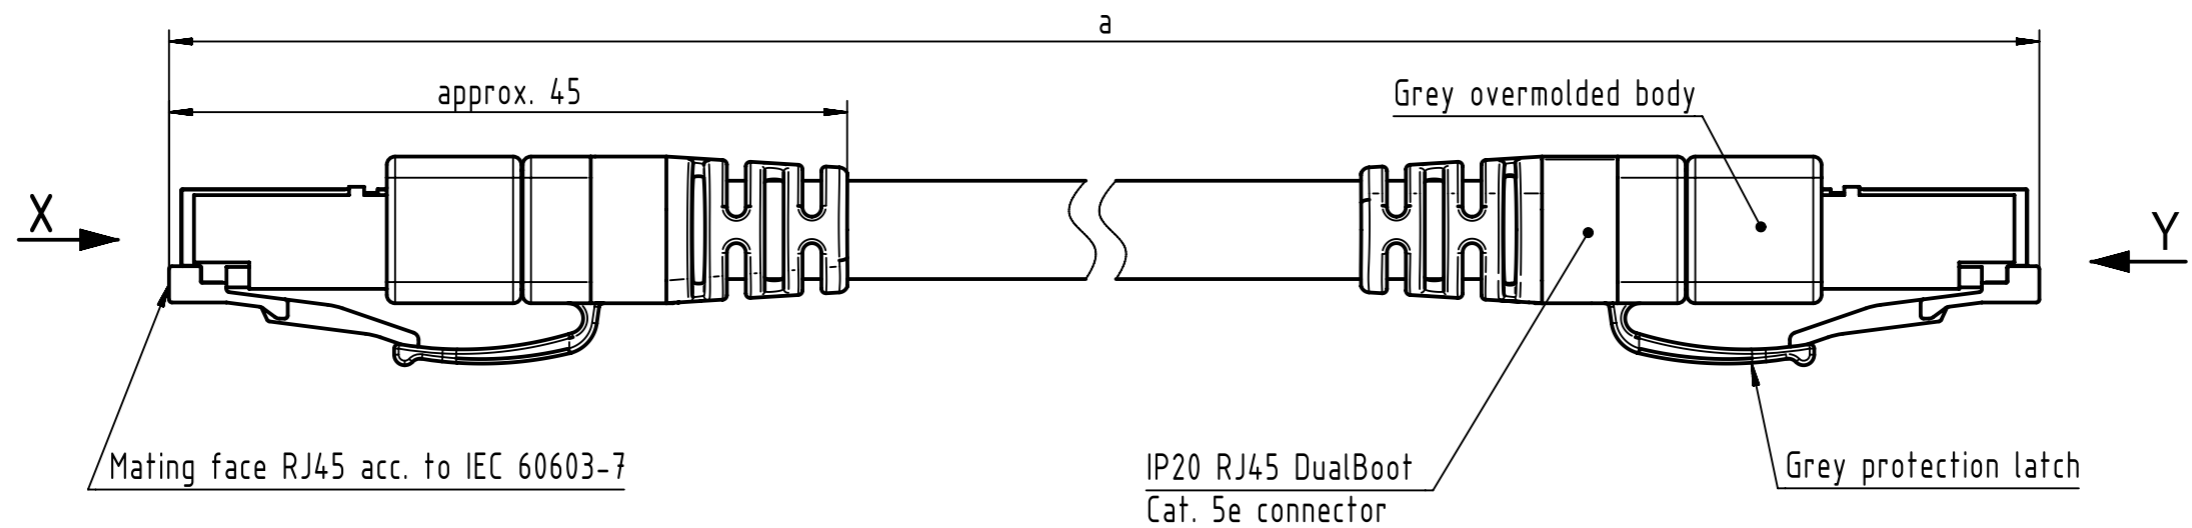 a
approx. 45
Grey overmolded body
X
Y
Mating face RJ45 acc. to IEC 60603-7
IP20 RJ45 DualBoot
Cat. 5e connector
Grey protection latch